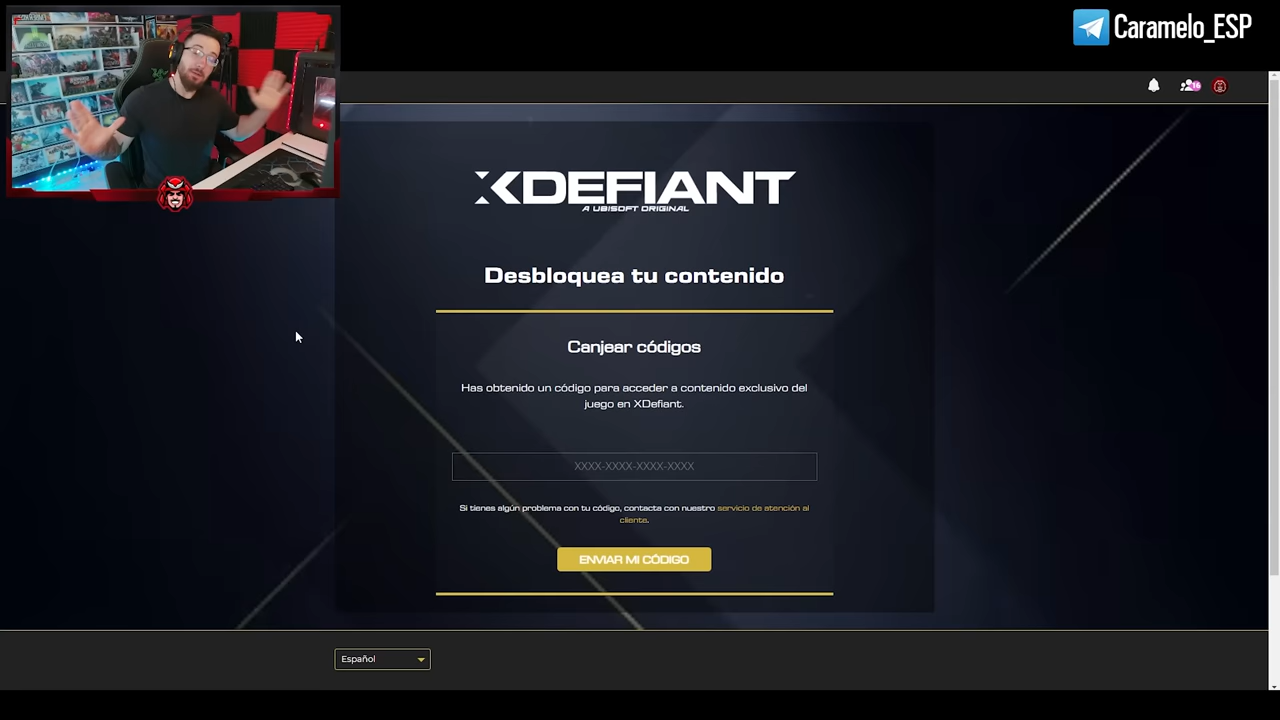 Caramelo_ESP
16
XDEFIANT
A UBISOFT ORIGINAL
Desbloquea tu contenido
Canjear códigos
Has obtenido un código para acceder a contenido exclusivo del
juego en XDefiant.
XXXX-XXXX-XXXX-XXXX
Si tienes algún problema con tu código, contacta con nuestro servicio de atención al
cliente.
ENVIAR MI CÓDIGO
Español